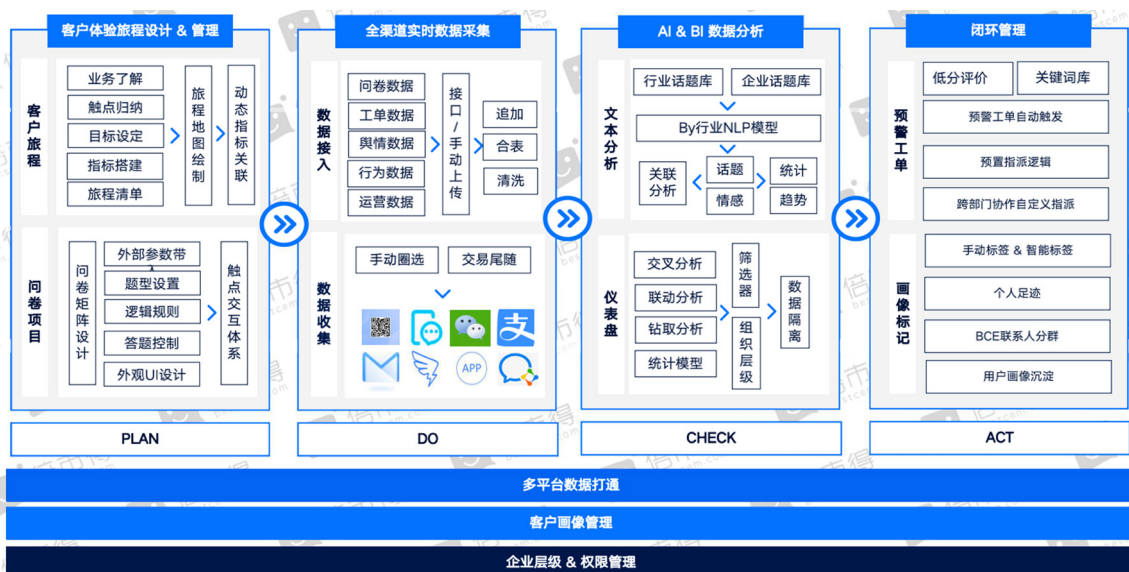 客户体验旅程设计 & 管理
客户旅程
业务了解
触点归纳
目标设定
指标搭建
旅程清单
旅程地图绘制
动态指标关联
问卷项目
问卷矩阵设计
外部参数带
题型设置
逻辑规则
答题控制
外观UI设计
触点交互体系
PLAN
全渠道实时数据采集
数据接入
问卷数据
工单数据
舆情数据
行为数据
运营数据
接口/手动上传
追加
合表
清洗
数据收集
手动圈选
交易尾随
支
APP
DO
AI & BI 数据分析
文本分析
行业话题库
企业话题库
By行业NLP模型
关联
分析
话题
情感
统计
趋势
仪表盘
交叉分析
联动分析
钻取分析
统计模型
筛选器
组织层级
数据隔离
CHECK
闭环管理
预警工单
低分评价
关键词库
预警工单自动触发
预置指派逻辑
跨部门协作自定义指派
画像标记
手动标签 & 智能标签
个人足迹
BCE联系人分群
用户画像沉淀
ACT
多平台数据打通
客户画像管理
企业层级 & 权限管理
倍市得
bestcem.com